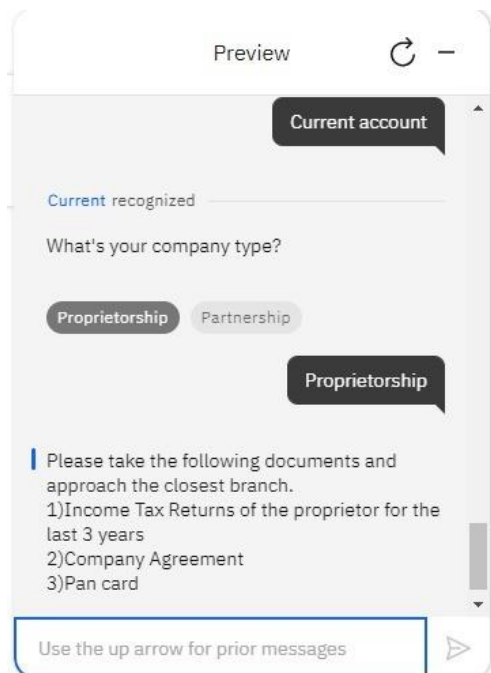 Preview
Current account
Current recognized
What's your company type?
Proprietorship Partnership
Proprietorship
Please take the following documents and
approach the closest branch.
1)Income Tax Returns of the proprietor for the
last 3 years
2)Company Agreement
3)Pan card
Use the up arrow for prior messages